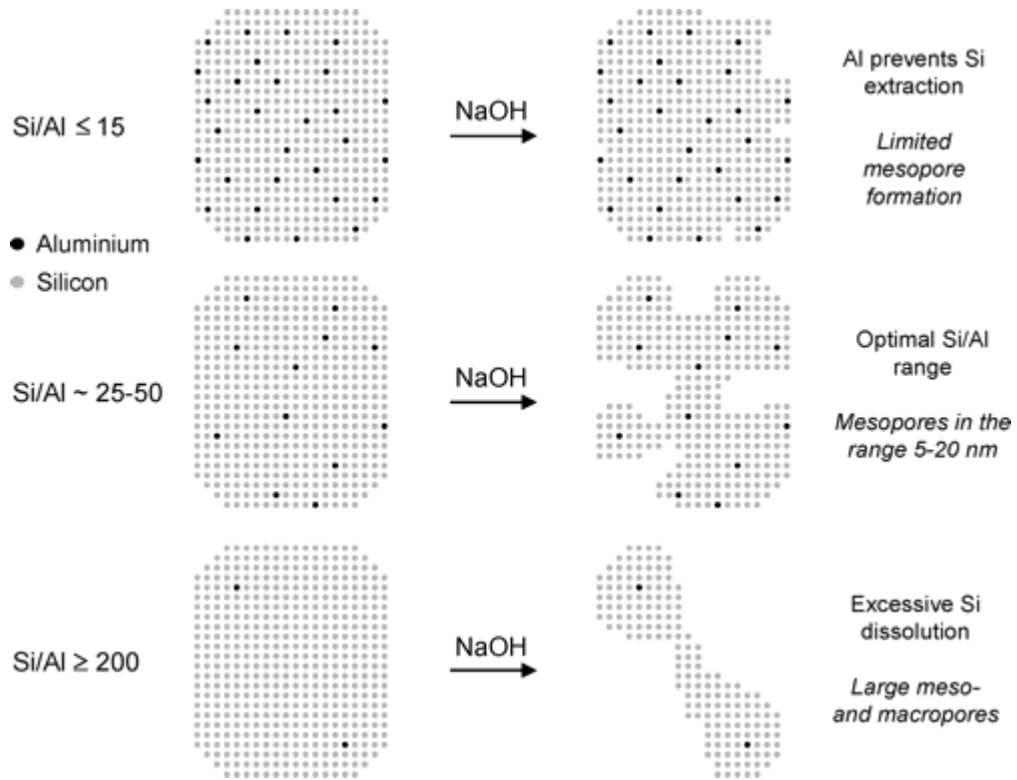 Si/Al ≤ 15
NaOH
Al prevents Si
extraction
Limited
mesopore
formation
Aluminium
Silicon
Si/Al ~ 25-50
NaOH
Optimal Si/Al
range
Mesopores in the
range 5-20 nm
Si/Al ≥ 200
NaOH
Excessive Si
dissolution
Large meso-
and macropores